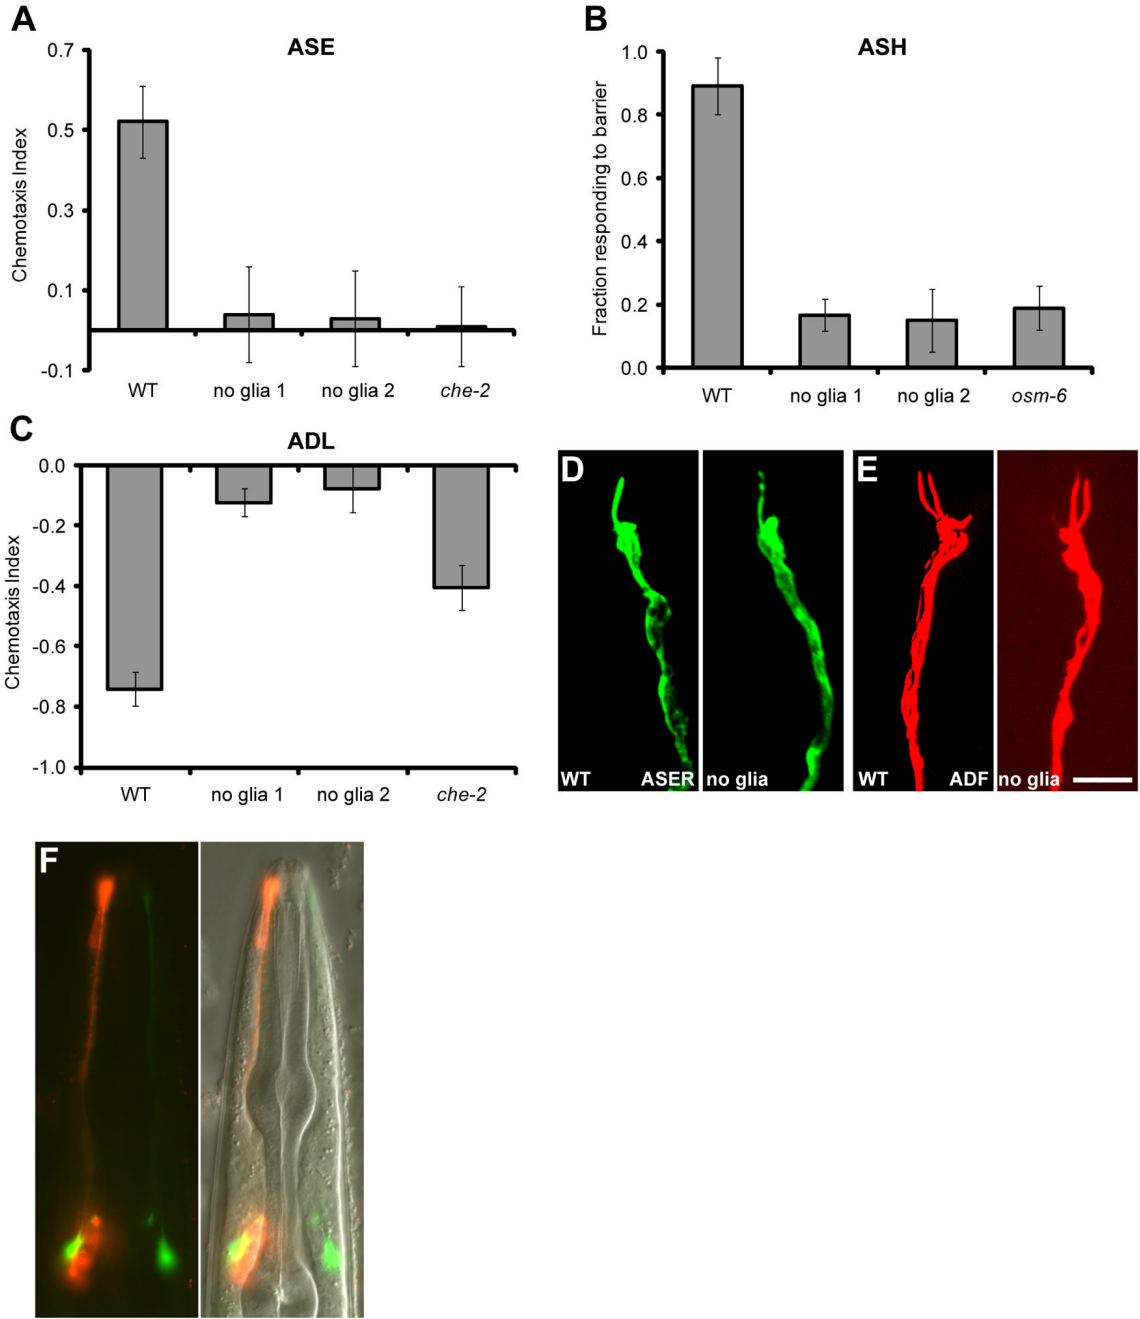 A
ASE
Chemotaxis Index
0.7
0.5
0.3
0.1
-0.1
WT
no glia 1
no glia 2
che-2
B
ASH
Fraction responding to barrier
1.0
0.8
0.6
0.4
0.2
0.0
WT
no glia 1
no glia 2
osm-6
C
ADL
Chemotaxis Index
0.0
-0.2
-0.4
-0.6
-0.8
-1.0
WT
no glia 1
no glia 2
che-2
D
WT
ASER
no glia
E
WT
ADF
no glia
F